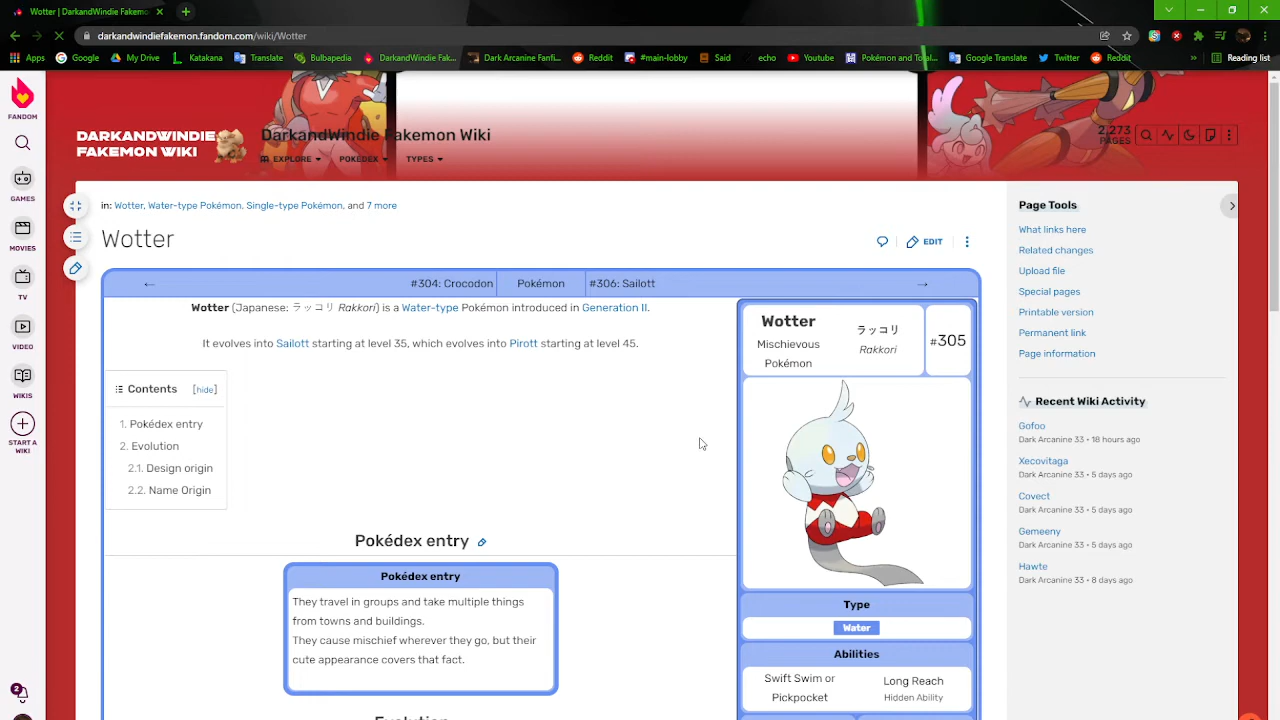 Wotter | DarkandWindie Fakemon
darkandwindiefakemon.fandom.com/wiki/Wotter
Apps Google My Drive Katakana Translate Bulbapedia DarkandWindie Fak... Dark Arcanine Fanfi... Reddit #main-lobby Said echo Youtube Pokémon and Total... Google Translate Twitter Reddit » Reading list
FANDOM
GAMES
MOVIES
TV
VIDEO
WIKIS
START A
WIKI
2
DARKANDWINDIE
FAKEMON WIKI
DarkandWindie Fakemon Wiki
EXPLORE POKÉDEX TYPES
2,273
PAGES
in: Wotter, Water-type Pokémon, Single-type Pokémon, and 7 more
Wotter
EDIT
← #304: Crocodon Pokémon #306: Sailott →
Wotter (Japanese: ラッコリ Rakkori) is a Water-type Pokémon introduced in Generation II.
It evolves into Sailott starting at level 35, which evolves into Pirott starting at level 45.
Contents [hide]
1. Pokédex entry
2. Evolution
2.1. Design origin
2.2. Name Origin
Pokédex entry
Pokédex entry
They travel in groups and take multiple things
from towns and buildings.
They cause mischief wherever they go, but their
cute appearance covers that fact.
Evolution
Wotter
Mischievous
Pokémon
ラッコリ
Rakkori
#305
Type
Water
Abilities
Swift Swim or
Pickpocket
Long Reach
Hidden Ability
Page Tools
What links here
Related changes
Upload file
Special pages
Printable version
Permanent link
Page information
Recent Wiki Activity
Gofoo
Dark Arcanine 33 • 18 hours ago
Xecovitaga
Dark Arcanine 33 • 5 days ago
Covect
Dark Arcanine 33 • 5 days ago
Gemeeny
Dark Arcanine 33 • 5 days ago
Hawte
Dark Arcanine 33 • 8 days ago